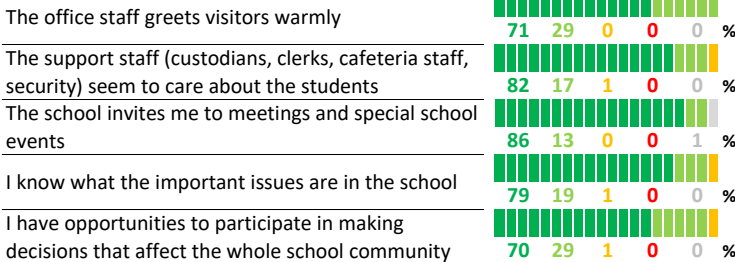 The office staff greets visitors warmly
71 29 0 0 0 %
The support staff (custodians, clerks, cafeteria staff,
security) seem to care about the students
82 17 1 0 0 %
The school invites me to meetings and special school
events
86 13 0 0 1 %
I know what the important issues are in the school
79 19 1 0 0 %
I have opportunities to participate in making
decisions that affect the whole school community
70 29 1 0 0 %